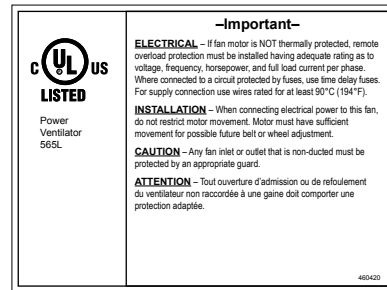 c UL US
LISTED
Power
Ventilator
565L
–Important–
ELECTRICAL – If fan motor is NOT thermally protected, remote
overload protection must be installed having adequate rating as to
voltage, frequency, horsepower, and full load current per phase.
Where connected to a circuit protected by fuses, use time delay fuses.
For supply connection use wires rated for at least 90°C (194°F).
INSTALLATION – When connecting electrical power to this fan,
do not restrict motor movement. Motor must have sufficient
movement for possible future belt or wheel adjustment.
CAUTION – Any fan inlet or outlet that is non-ducted must be
protected by an appropriate guard.
ATTENTION – Tout ouverture d'admission ou de refoulement
du ventilateur non raccordée à une gaine doit comporter une
protection adaptée.
460420